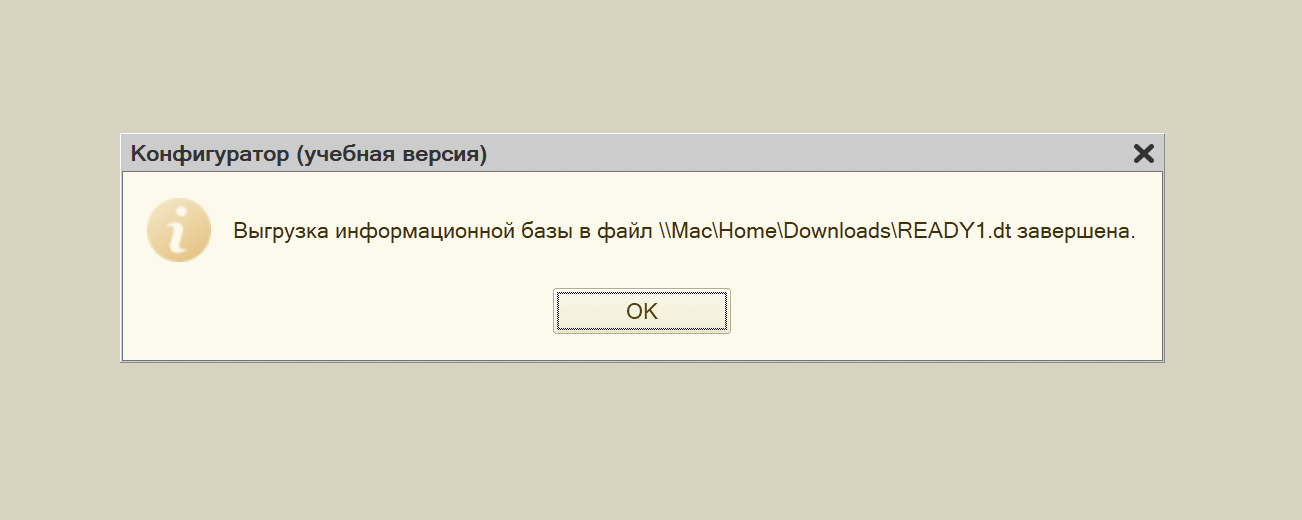 Конфигуратор (учебная версия)
Выгрузка информационной базы в файл \\Mac\Home\Downloads\READY1.dt завершена.
OK